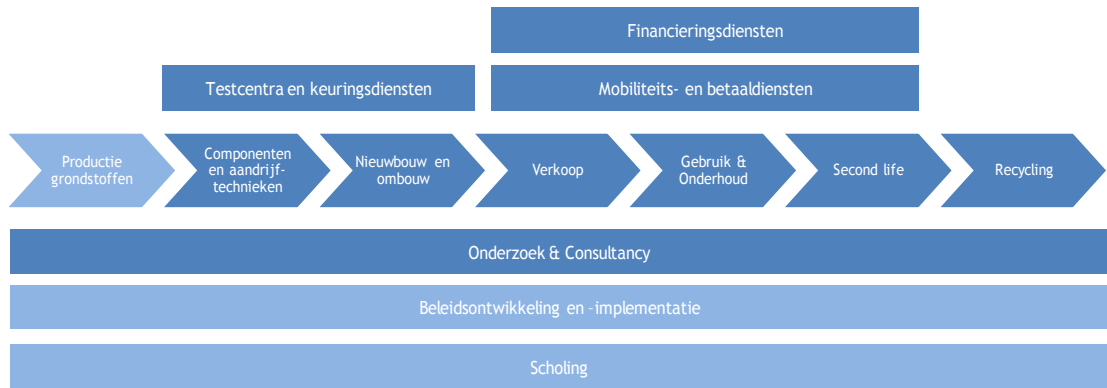 Financieringsdiensten
Testcentra en keuringsdiensten
Mobiliteits- en betaaldiensten
Productie
grondstoffen
Componenten
en aandrijf-
technieken
Nieuwbouw en
ombouw
Verkoop
Gebruik &
Onderhoud
Second life
Recycling
Onderzoek & Consultancy
Beleidsontwikkeling en -implementatie
Scholing